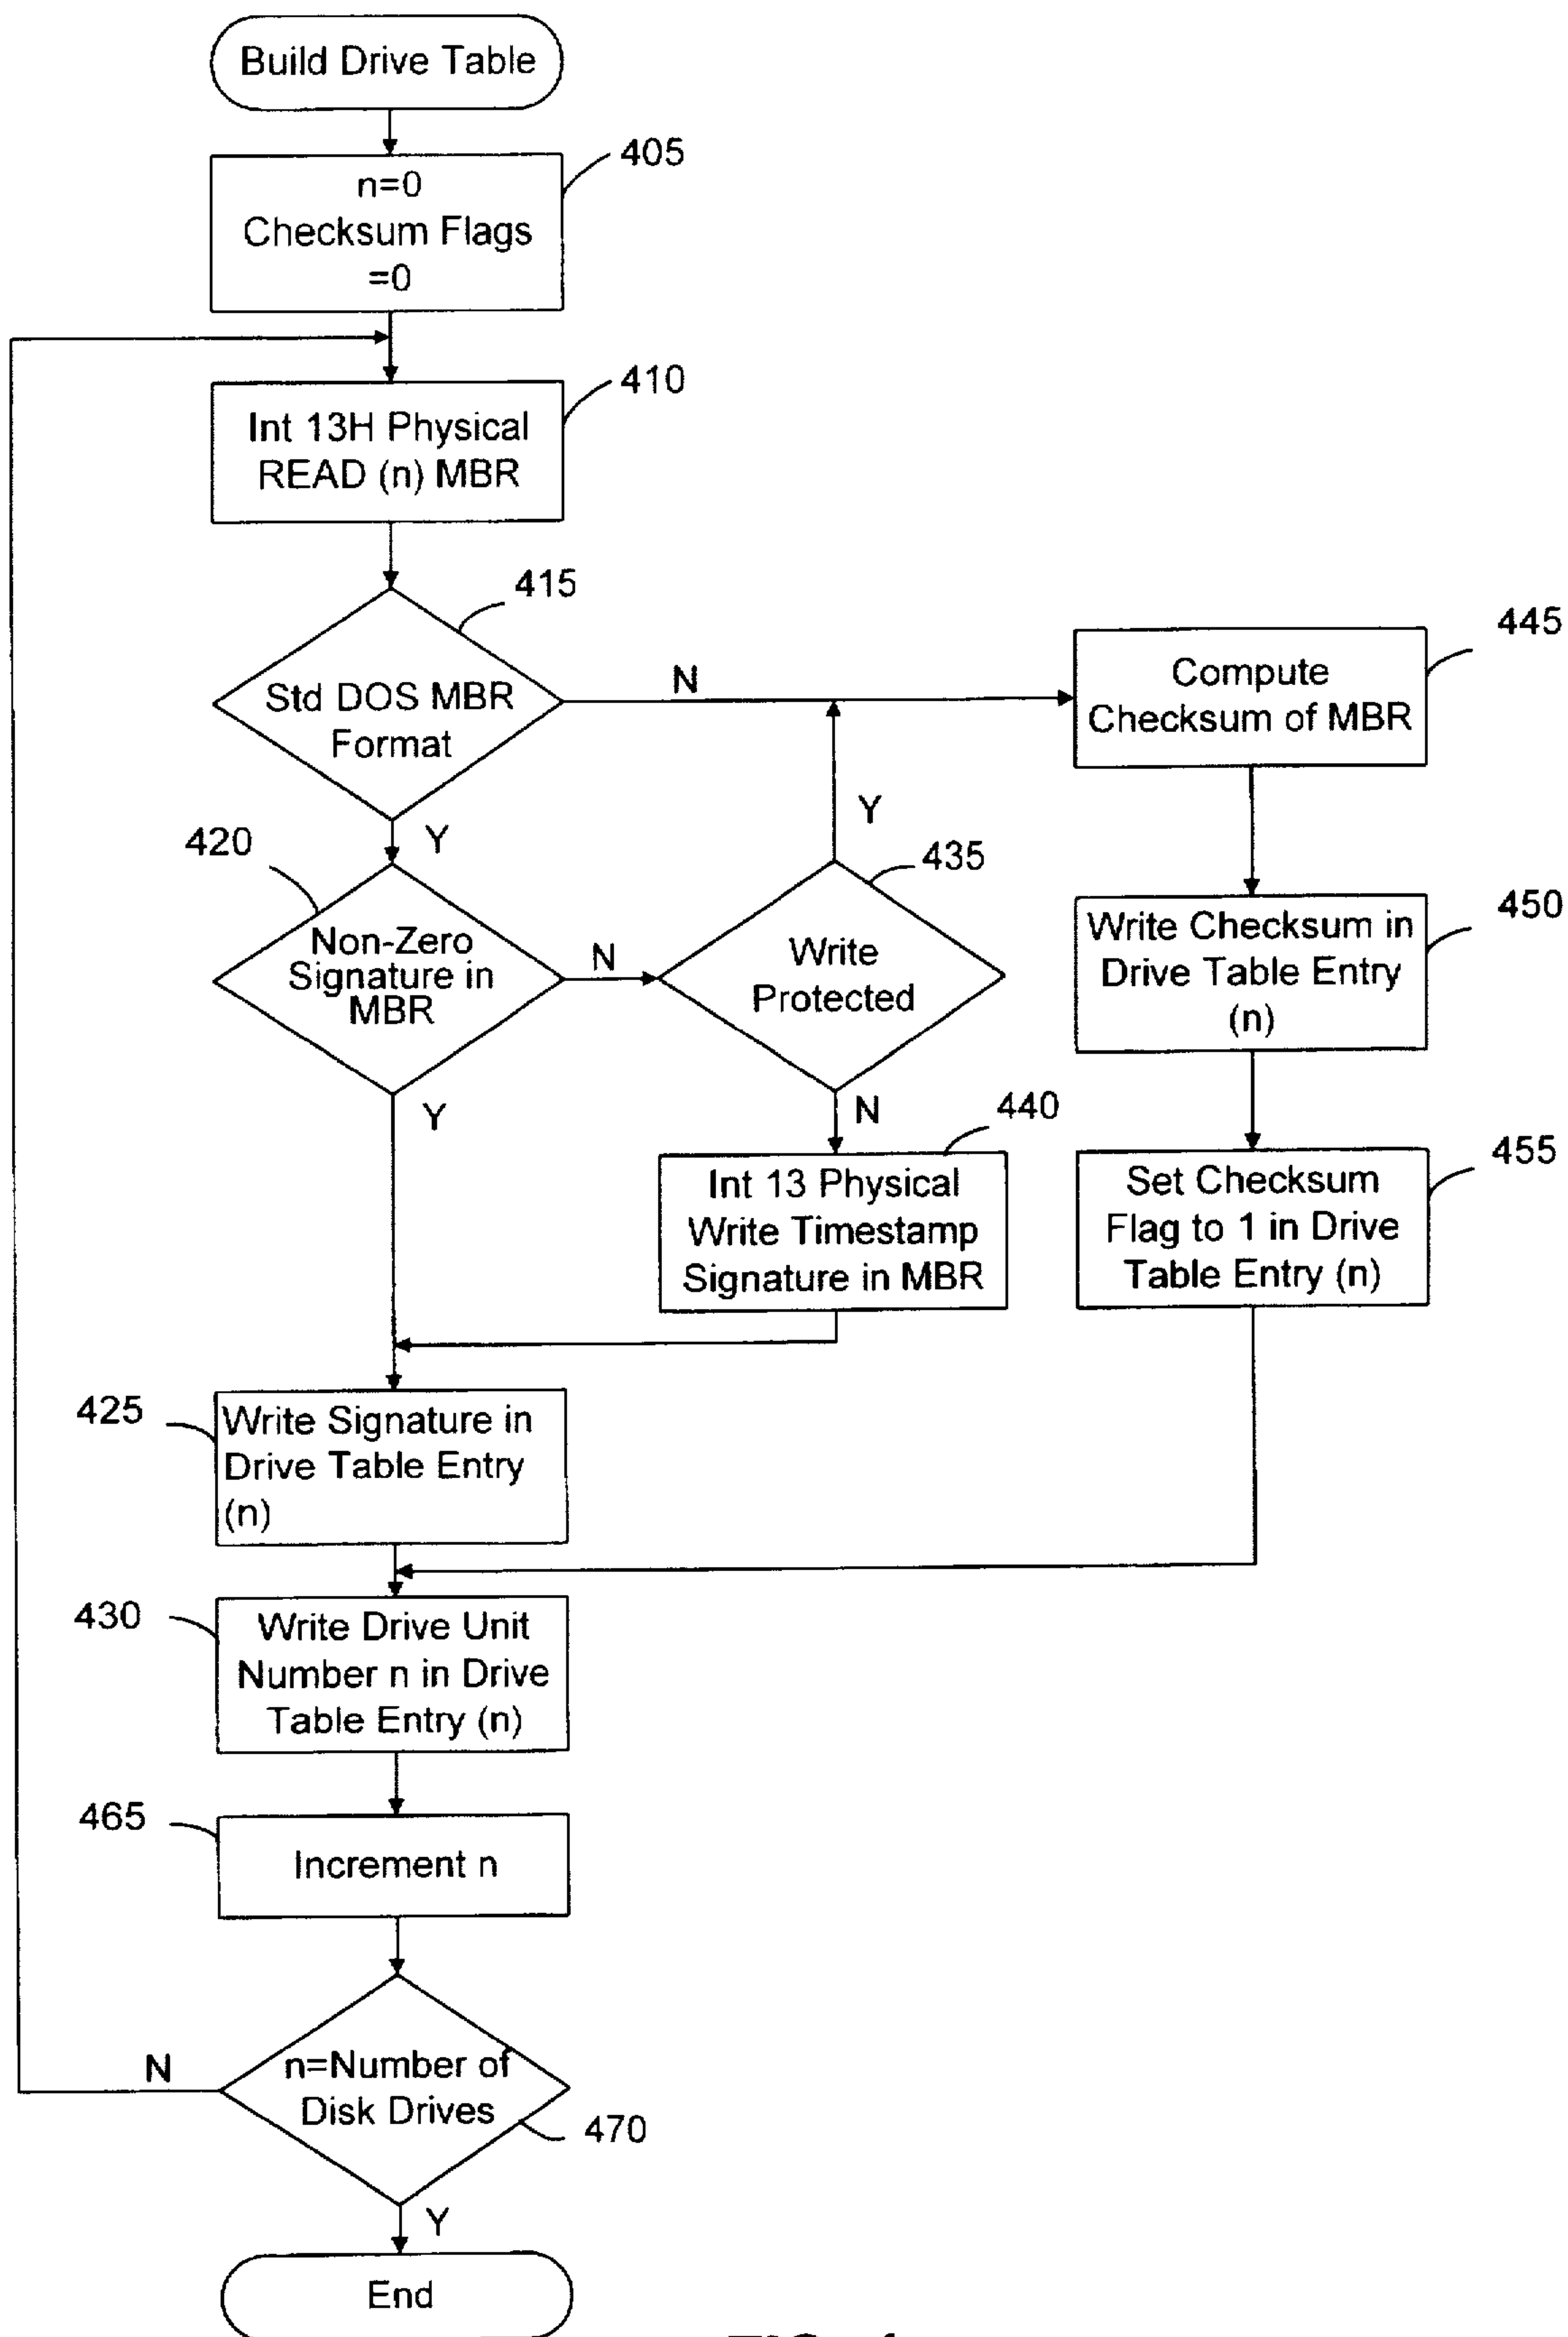 Build Drive Table
405
n=0
Checksum Flags
=0
410
Int 13H Physical
READ (n) MBR
415
Std DOS MBR
Format
N
445
Compute
Checksum of MBR
Y
420
Non-Zero
Signature in
MBR
N
Y
435
Write
Protected
Y
N
450
Write Checksum in
Drive Table Entry
(n)
440
Int 13 Physical
Write Timestamp
Signature in MBR
455
Set Checksum
Flag to 1 in Drive
Table Entry (n)
425
Write Signature in
Drive Table Entry
(n)
430
Write Drive Unit
Number n in Drive
Table Entry (n)
465
Increment n
N
n=Number of
Disk Drives
470
Y
End